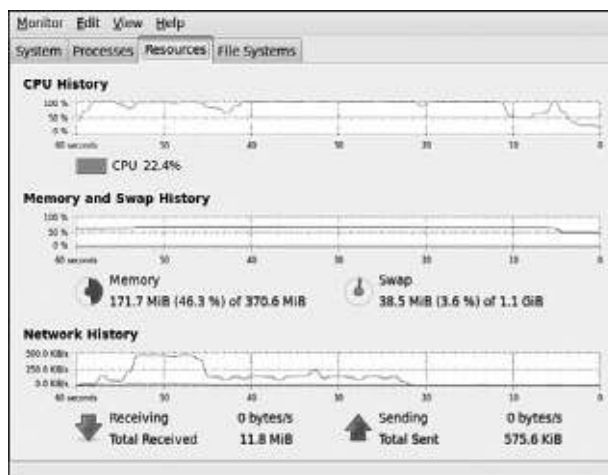 Monitor Edit View Help
System Processes Resources File Systems
CPU History
100 %
50 %
0 %
60 seconds 50 40 30 20 10 0
CPU 22.4%
Memory and Swap History
100 %
50 %
0 %
60 seconds 50 40 30 20 10 0
Memory Swap
171.7 MiB (46.3 %) of 370.6 MiB 38.5 MiB (3.6 %) of 1.1 GiB
Network History
500.0 KiB/s
250.0 KiB/s
0.0 KiB/s
60 seconds 50 40 30 20 10 0
Receiving 0 bytes/s Sending 0 bytes/s
Total Received 11.8 MiB Total Sent 575.6 KiB